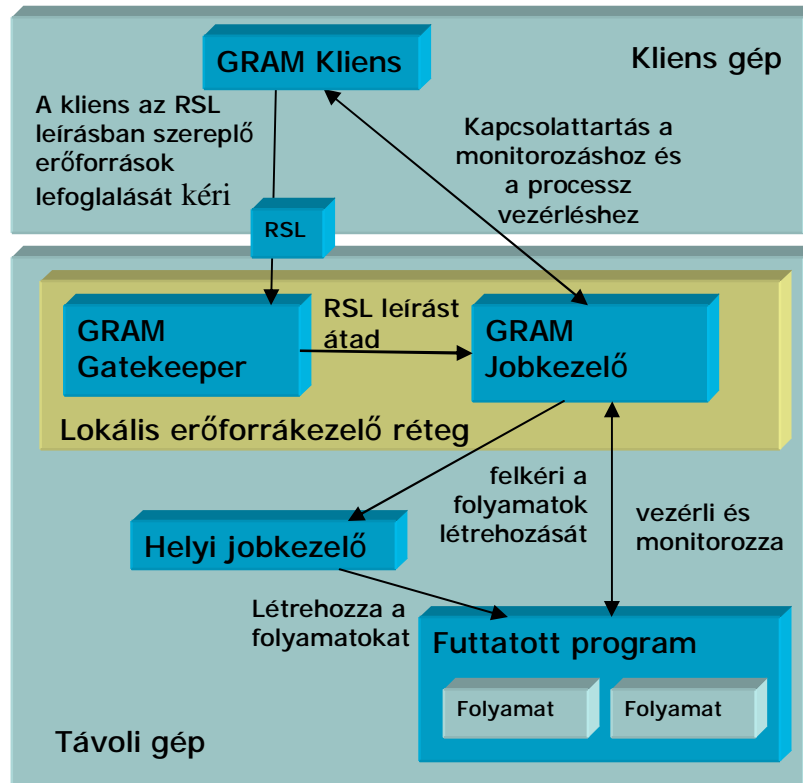 GRAM Kliens
Kliens gép
A kliens az RSL
leírásban szereplő
erőforrások
lefoglalását kéri
Kapcsolattartás a
monitorozáshoz és
a processz
vezérléshez
RSL
GRAM
Gatekeeper
RSL leírást
átad
GRAM
Jobkezelő
Lokális erőforrákezelő réteg
felkéri a
folyamatok
létrehozását
vezérli és
monitorozza
Helyi jobkezelő
Létrehozza a
folyamatokat
Futtatott program
Folyamat
Folyamat
Távoli gép